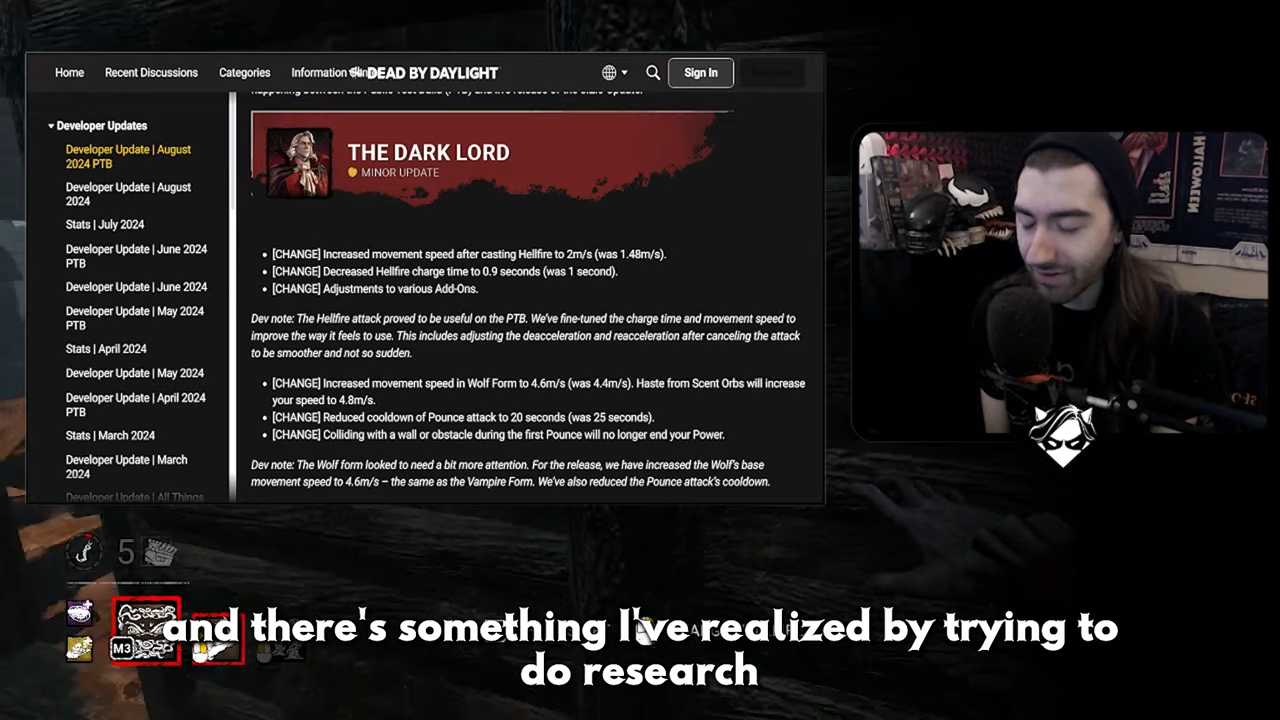 Home Recent Discussions Categories Information DEAD BY DAYLIGHT Sign In
Developer Updates
Developer Update | August
2024 PTB
Developer Update | August
2024
Stats | July 2024
Developer Update | June 2024
PTB
Developer Update | June 2024
Developer Update | May 2024
PTB
Stats | April 2024
Developer Update | May 2024
Developer Update | April 2024
PTB
Stats | March 2024
Developer Update | March
2024
Developer Update | All Things
THE DARK LORD
MINOR UPDATE
• [CHANGE] Increased movement speed after casting Hellfire to 2m/s (was 1.48m/s).
• [CHANGE] Decreased Hellfire charge time to 0.9 seconds (was 1 second).
• [CHANGE] Adjustments to various Add-Ons.
Dev note: The Hellfire attack proved to be useful on the PTB. We've fine-tuned the charge time and movement speed to
improve the way it feels to use. This includes adjusting the deacceleration and reacceleration after canceling the attack
to be smoother and not so sudden.
• [CHANGE] Increased movement speed in Wolf Form to 4.6m/s (was 4.4m/s). Haste from Scent Orbs will increase
your speed to 4.8m/s.
• [CHANGE] Reduced cooldown of Pounce attack to 20 seconds (was 25 seconds).
• [CHANGE] Colliding with a wall or obstacle during the first Pounce will no longer end your Power.
Dev note: The Wolf form looked to need a bit more attention. For the release, we have increased the Wolf's base
movement speed to 4.6m/s – the same as the Vampire Form. We've also reduced the Pounce attack's cooldown.
HALLOWEEN
5
M3
and there's something I've realized by trying to
do research